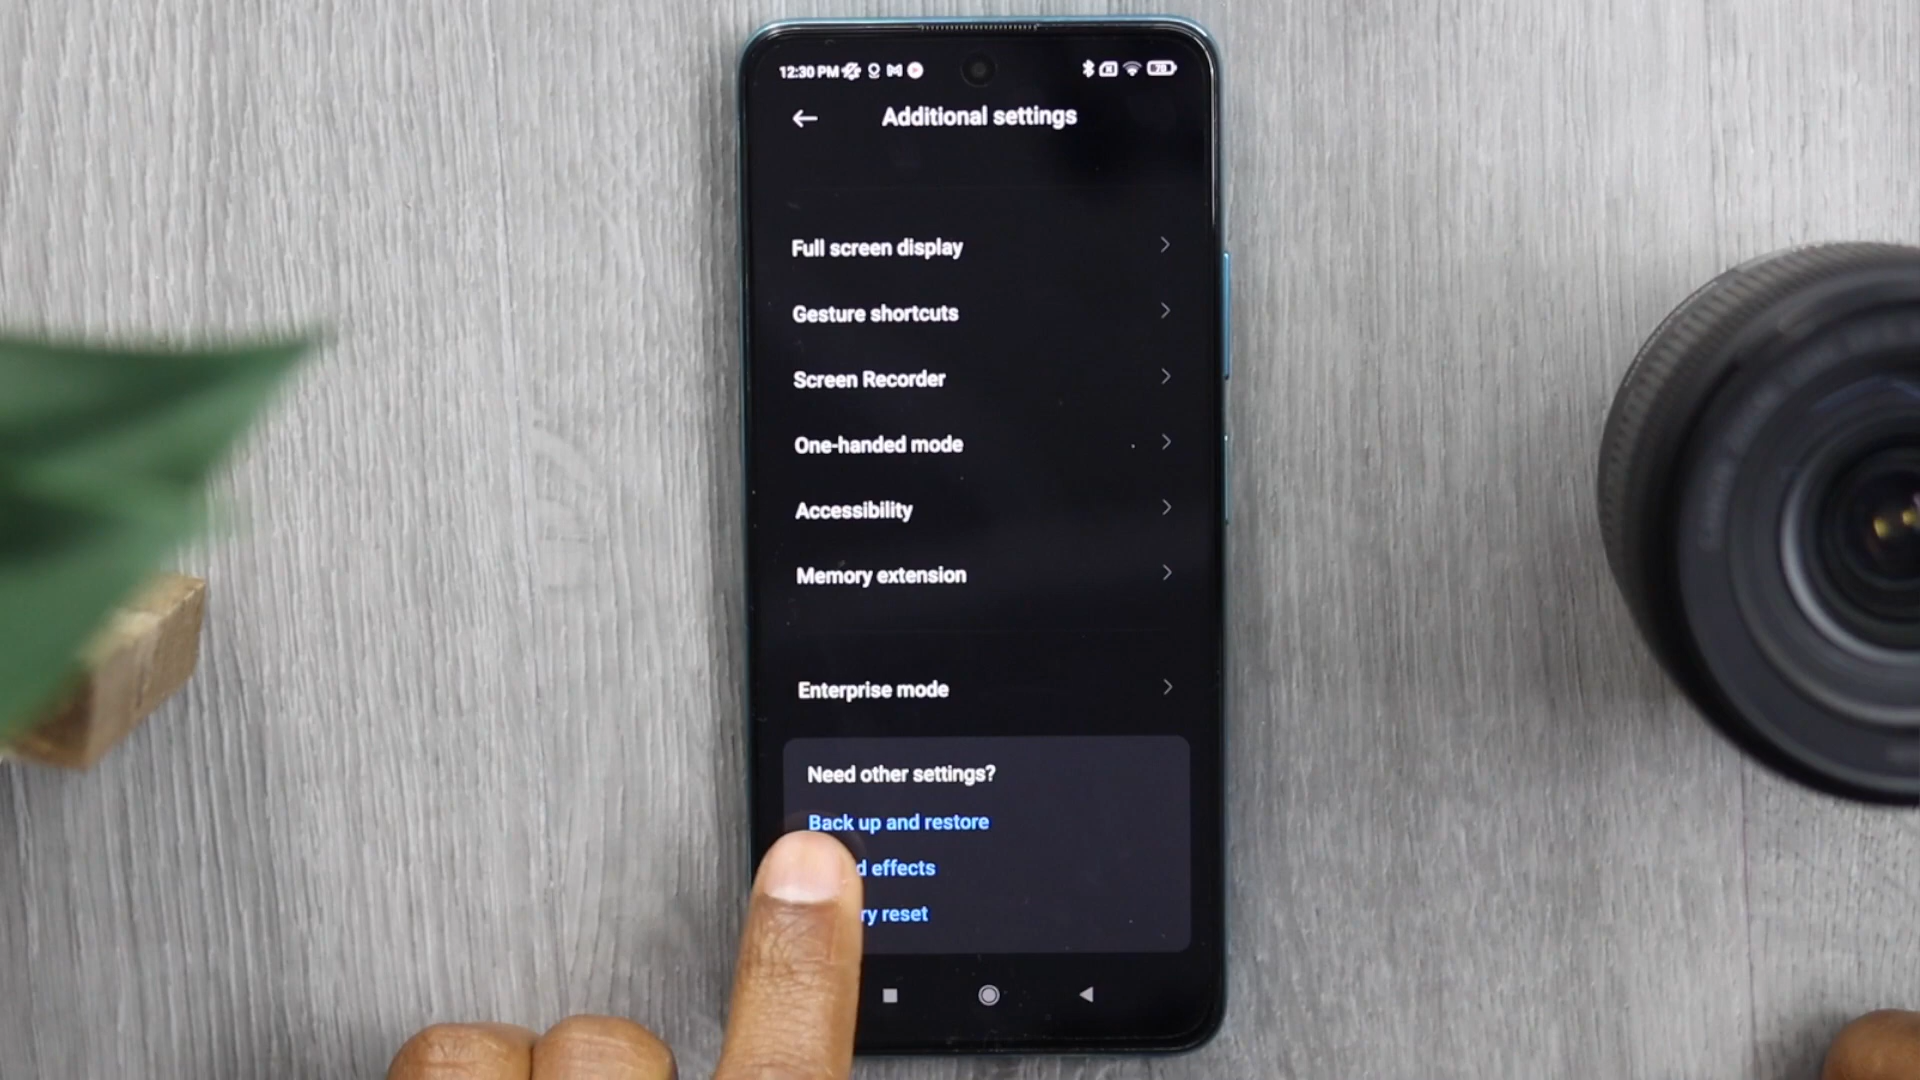 12:30 PM
70
Additional settings
Full screen display
Gesture shortcuts
Screen Recorder
One-handed mode
Accessibility
Memory extension
Enterprise mode
Need other settings?
Back up and restore
effects
reset